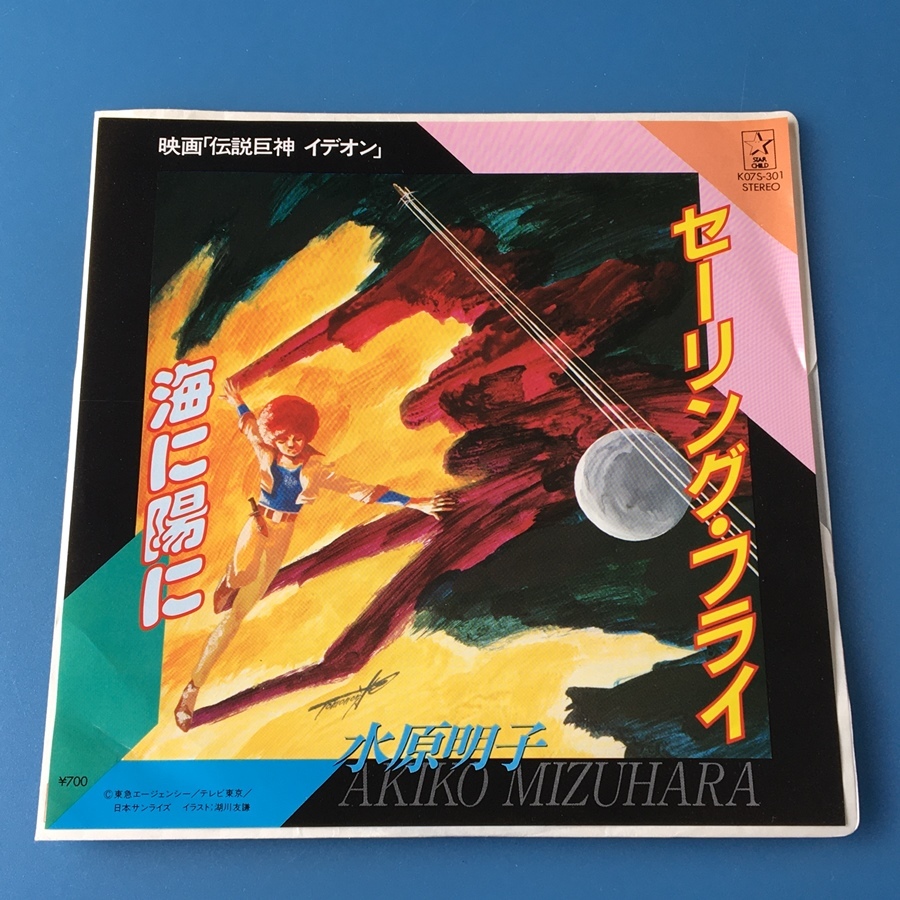 映画「伝説巨神 イデオン」
STAR
CHILD
K07S-301
STEREO
セーリング・フライ
海に陽に
水原明子
AKIKO MIZUHARA
¥700
©東急エージェンシー/テレビ東京/
日本サンライズ イラスト:湖川友謙